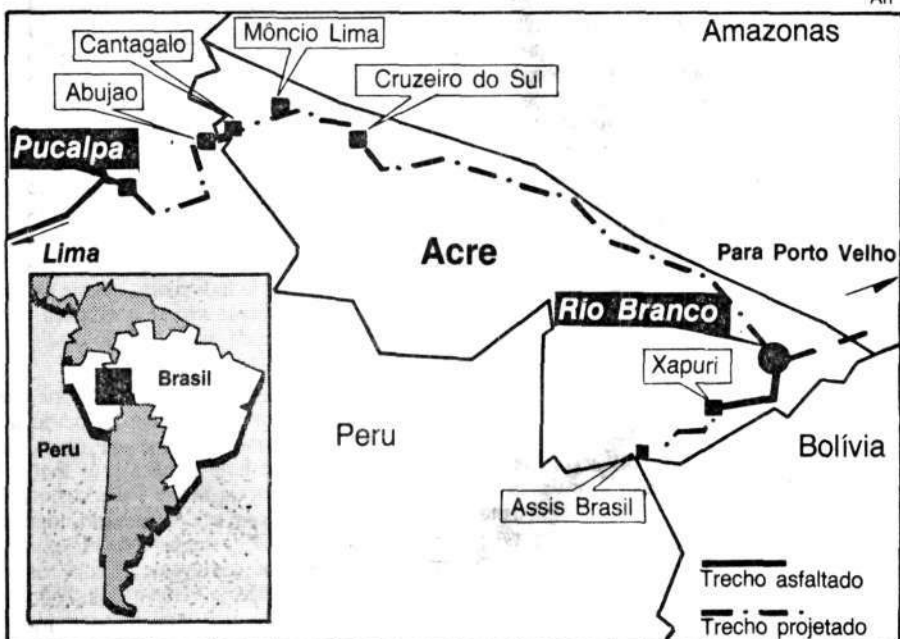 Môncio Lima
Amazonas
Cantagalo
Cruzeiro do Sul
Abujao
Pucalpa
Lima
Acre
Para Porto Velho
Rio Branco
Xapuri
Brasil
Peru
Peru
Bolívia
Assis Brasil
Trecho asfaltado
Trecho projetado